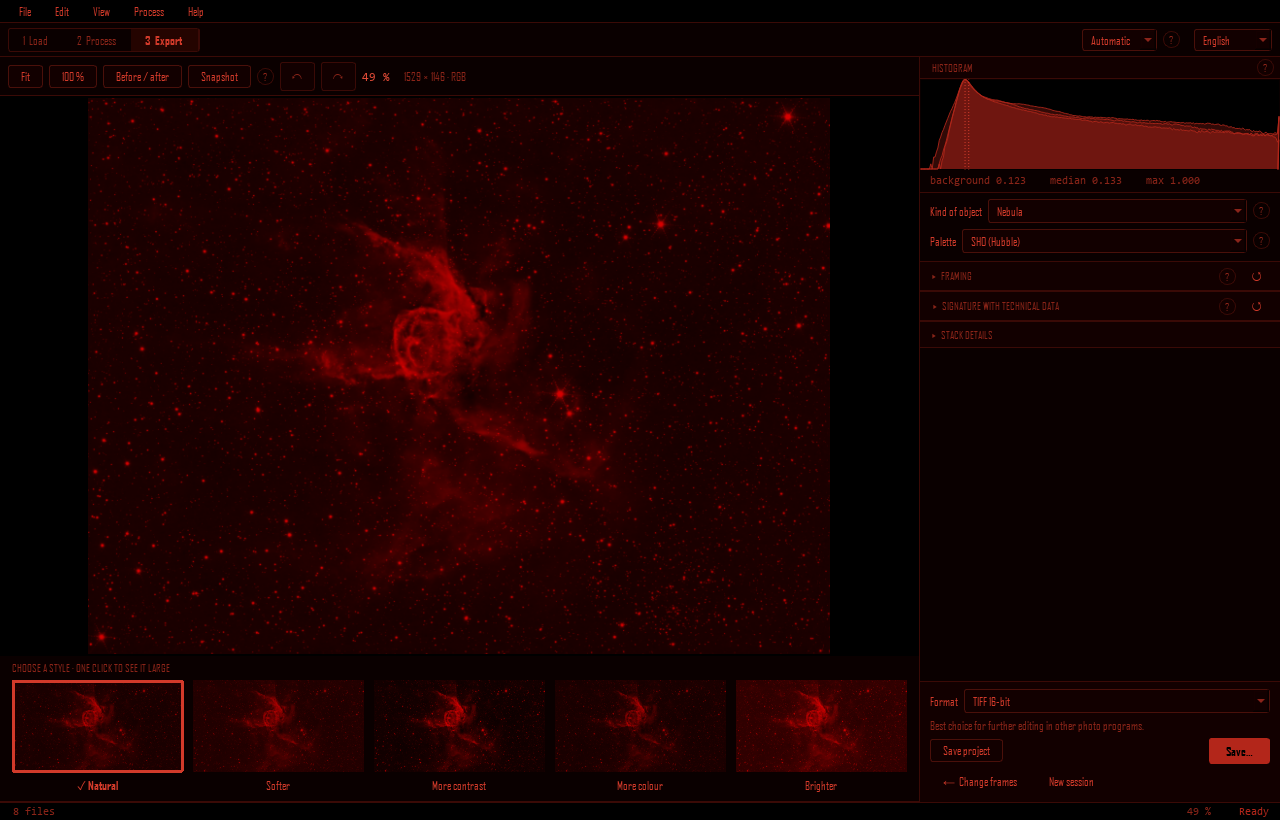 File Edit View Process Help
1 Load 2 Process 3 Export Automatic ? English
Fit 100 % Before / after Snapshot ? 49 % 1529 × 1146 · RGB
HISTOGRAM ?
background 0.123 median 0.133 max 1.000
Kind of object Nebula ?
Palette SHO (Hubble) ?
▸ FRAMING ?
▸ SIGNATURE WITH TECHNICAL DATA ?
▸ STACK DETAILS
CHOOSE A STYLE · ONE CLICK TO SEE IT LARGE
✓ Natural Softer More contrast More colour Brighter
Format TIFF 16-bit
Best choice for further editing in other photo programs.
Save project Save...
← Change frames New session
8 files 49 % Ready